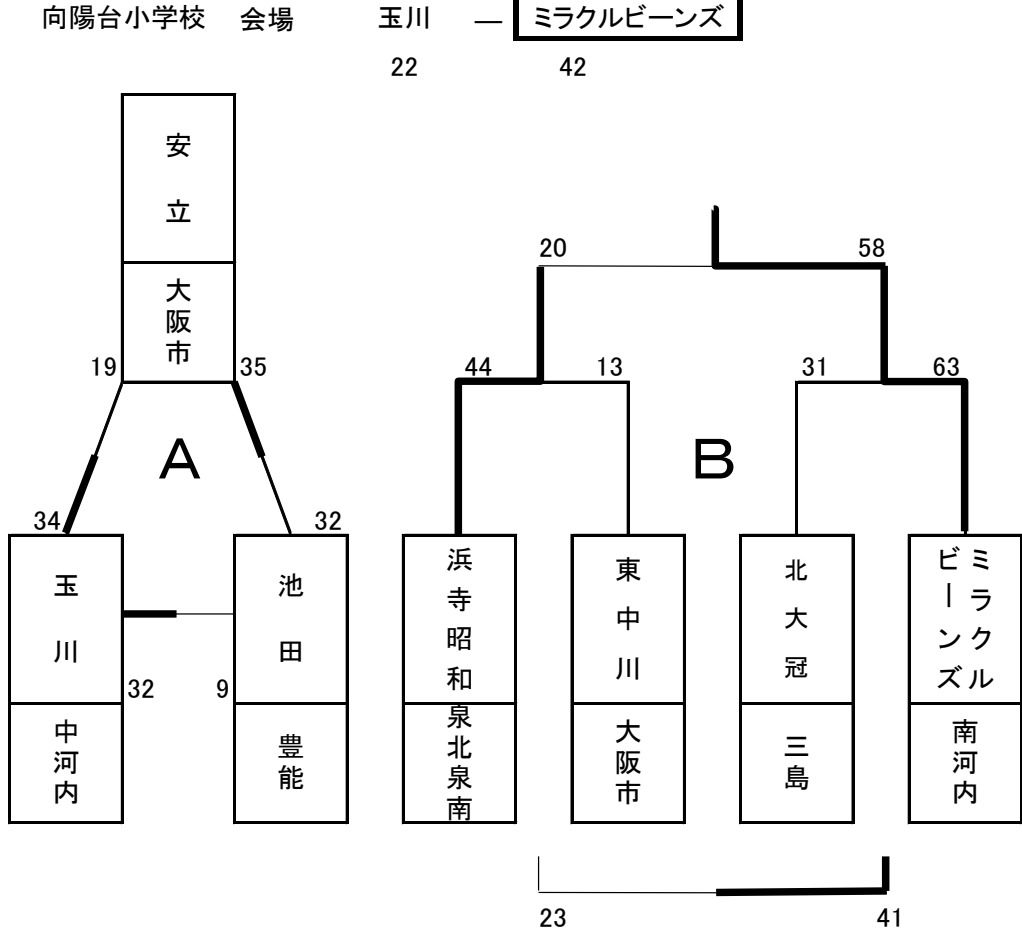 向陽台小学校 会場 玉川 — ミラクルビーンズ
22 42
安立
大阪市
19 35
A
34 32
玉川
中河内
32 9
池田
豊能
20 58
44 13 31 63
B
浜寺昭和
泉北泉南
東中川
大阪市
北大冠
三島
ミラクル
ビーンズ
南河内
23 41